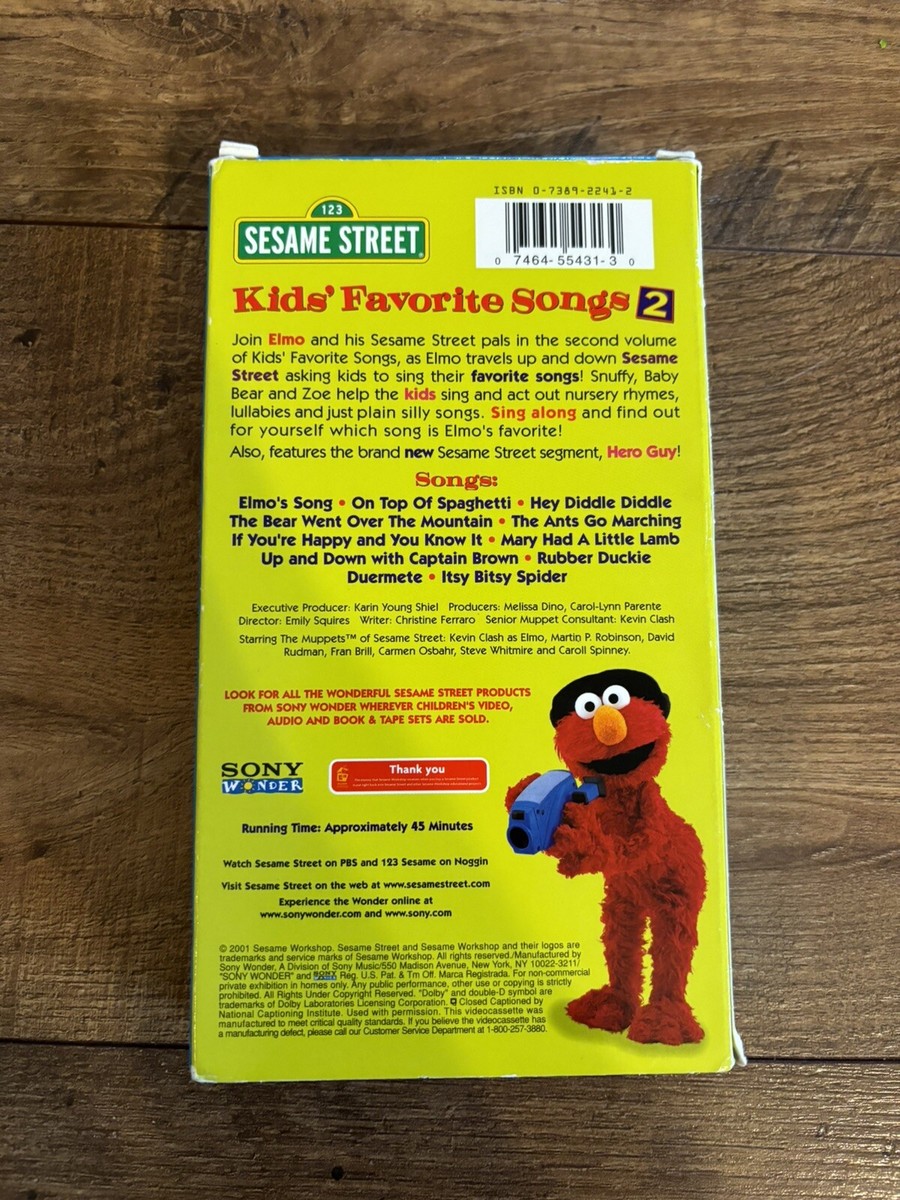 ISBN 0-7389-2241-2
123
SESAME STREET
0 7464-55431-3 0
Kids' Favorite Songs 2
Join Elmo and his Sesame Street pals in the second volume
of Kids' Favorite Songs, as Elmo travels up and down Sesame
Street asking kids to sing their favorite songs! Snuffy, Baby
Bear and Zoe help the kids sing and act out nursery rhymes,
lullabies and just plain silly songs. Sing along and find out
for yourself which song is Elmo's favorite!
Also, features the brand new Sesame Street segment, Hero Guy!
Songs:
Elmo's Song • On Top Of Spaghetti • Hey Diddle Diddle
The Bear Went Over The Mountain • The Ants Go Marching
If You're Happy and You Know It • Mary Had A Little Lamb
Up and Down with Captain Brown • Rubber Duckie
Duermete • Itsy Bitsy Spider
Executive Producer: Karin Young Shiel Producers: Melissa Dino, Carol-Lynn Parente
Director: Emily Squires Writer: Christine Ferraro Senior Muppet Consultant: Kevin Clash
Starring The Muppets™ of Sesame Street: Kevin Clash as Elmo, Martin P. Robinson, David
Rudman, Fran Brill, Carmen Osbahr, Steve Whitmire and Caroll Spinney.
LOOK FOR ALL THE WONDERFUL SESAME STREET PRODUCTS
FROM SONY WONDER WHEREVER CHILDREN'S VIDEO,
AUDIO AND BOOK & TAPE SETS ARE SOLD.
SONY
WONDER
Thank you
Running Time: Approximately 45 Minutes
Watch Sesame Street on PBS and 123 Sesame on Noggin
Visit Sesame Street on the web at www.sesamestreet.com
Experience the Wonder online at
www.sonywonder.com and www.sony.com
© 2001 Sesame Workshop. Sesame Street and Sesame Workshop and their logos are
trademarks and service marks of Sesame Workshop. All rights reserved./Manufactured by
Sony Wonder, A Division of Sony Music/550 Madison Avenue, New York, NY 10022-3211/
"SONY WONDER" and Reg. U.S. Pat. & Tm Off. Marca Registrada. For non-commercial
private exhibition in homes only. Any public performance, other use or copying is strictly
prohibited. All Rights Under Copyright Reserved. "Dolby" and double-D symbol are
trademarks of Dolby Laboratories Licensing Corporation. Closed Captioned by
National Captioning Institute. Used with permission. This videocassette was
manufactured to meet critical quality standards. If you believe the videocassette has
a manufacturing defect, please call our Customer Service Department at 1-800-257-3880.